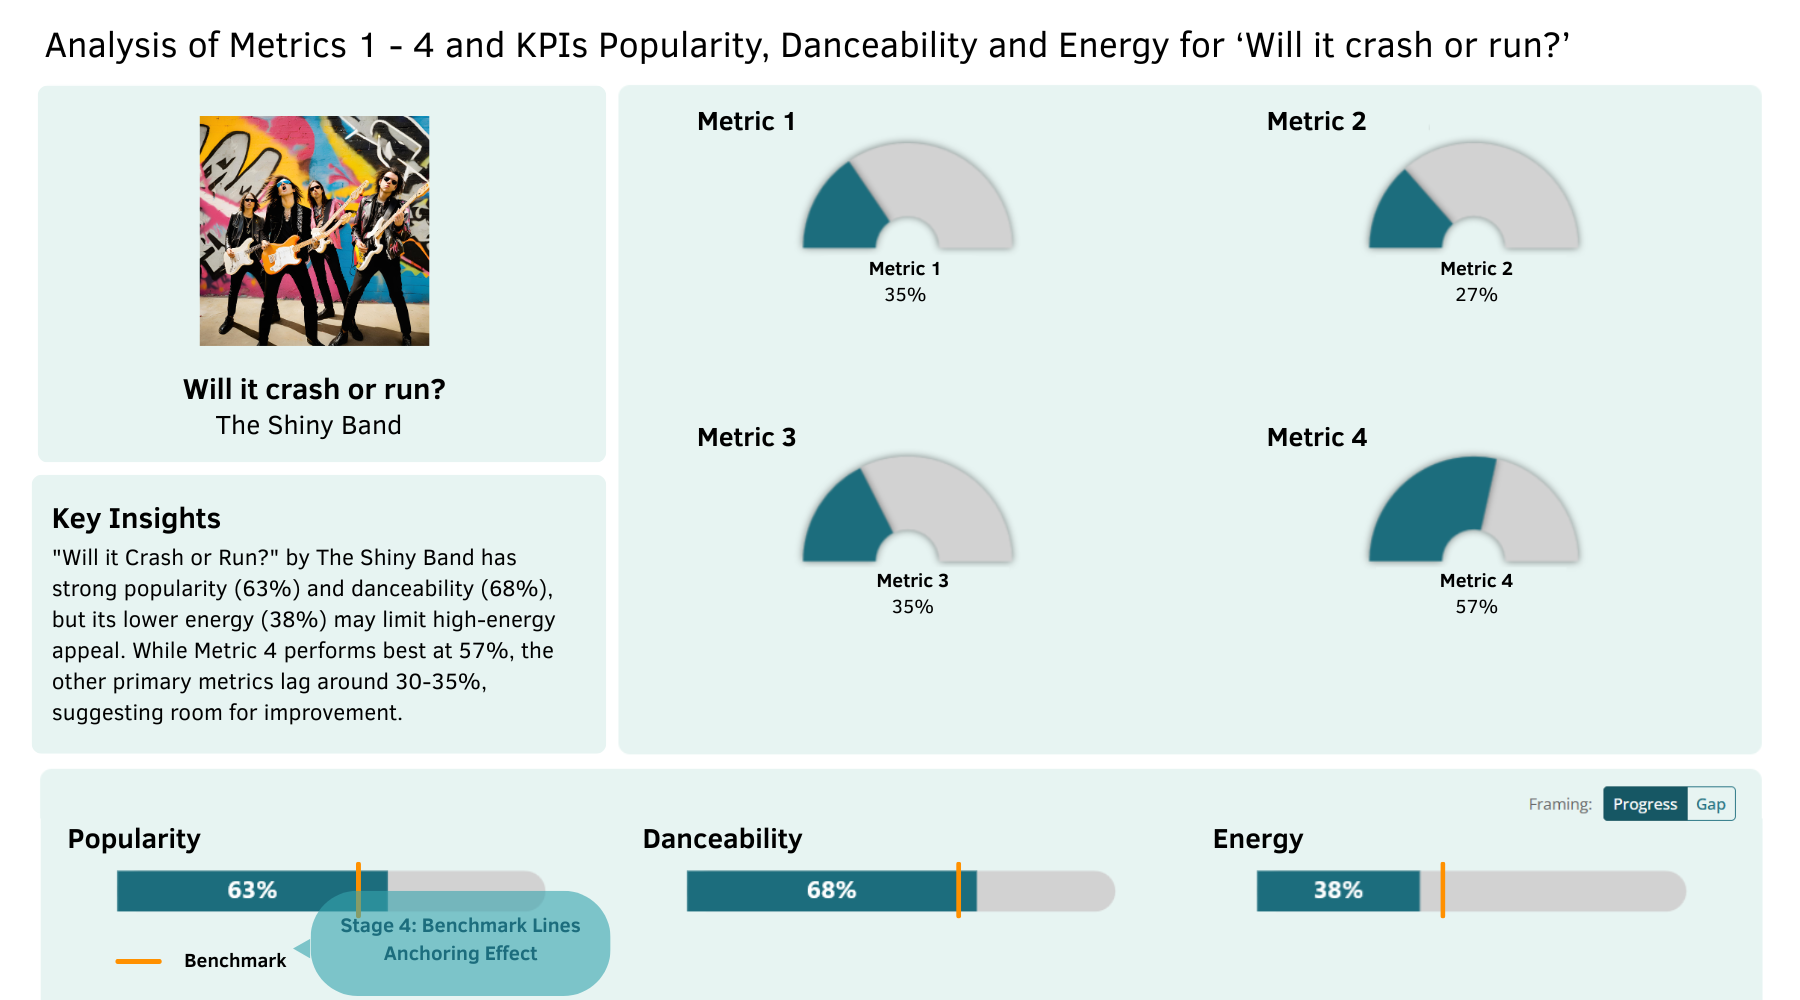 Analysis of Metrics 1 - 4 and KPIs Popularity, Danceability and Energy for ‘Will it crash or run?’
Will it crash or run?
The Shiny Band
Key Insights
"Will it Crash or Run?" by The Shiny Band has
strong popularity (63%) and danceability (68%),
but its lower energy (38%) may limit high-energy
appeal. While Metric 4 performs best at 57%, the
other primary metrics lag around 30-35%,
suggesting room for improvement.
Metric 1
Metric 1
35%
Metric 2
Metric 2
27%
Metric 3
Metric 3
35%
Metric 4
Metric 4
57%
Framing: Progress Gap
Popularity
63%
Benchmark
Stage 4: Benchmark Lines
Anchoring Effect
Danceability
68%
Energy
38%